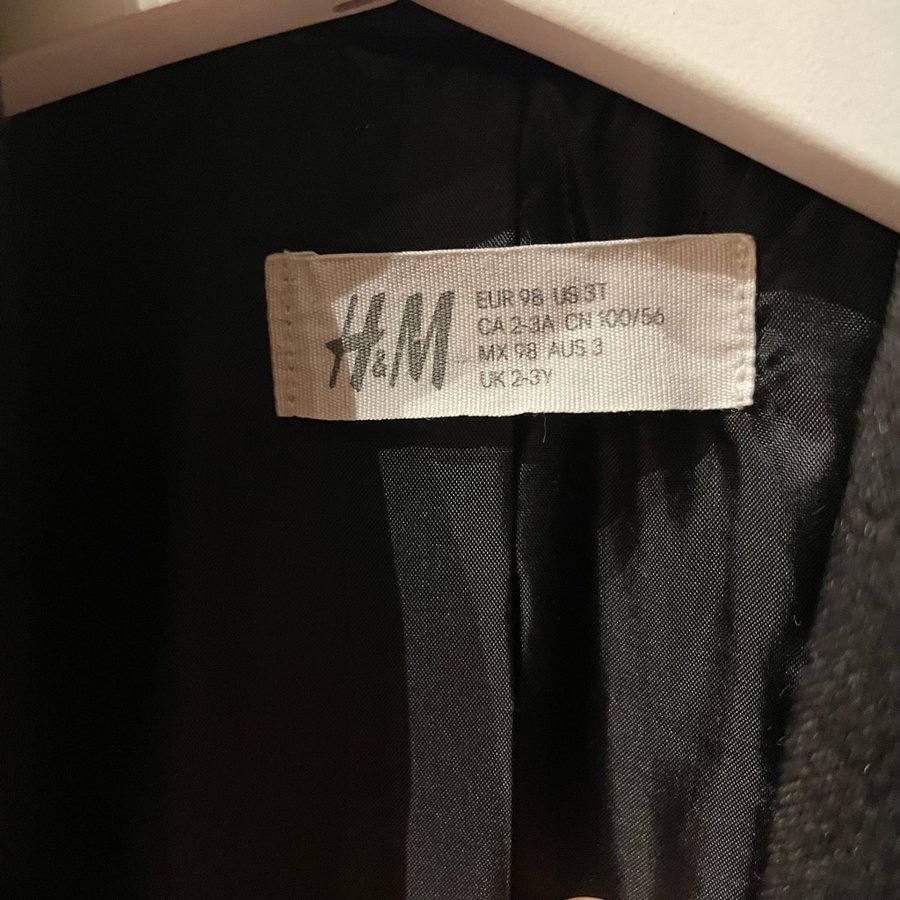 H&M
EUR 98 US 3T
CA 2-3A CN 100/56
MX 98 AUS 3
UK 2-3Y